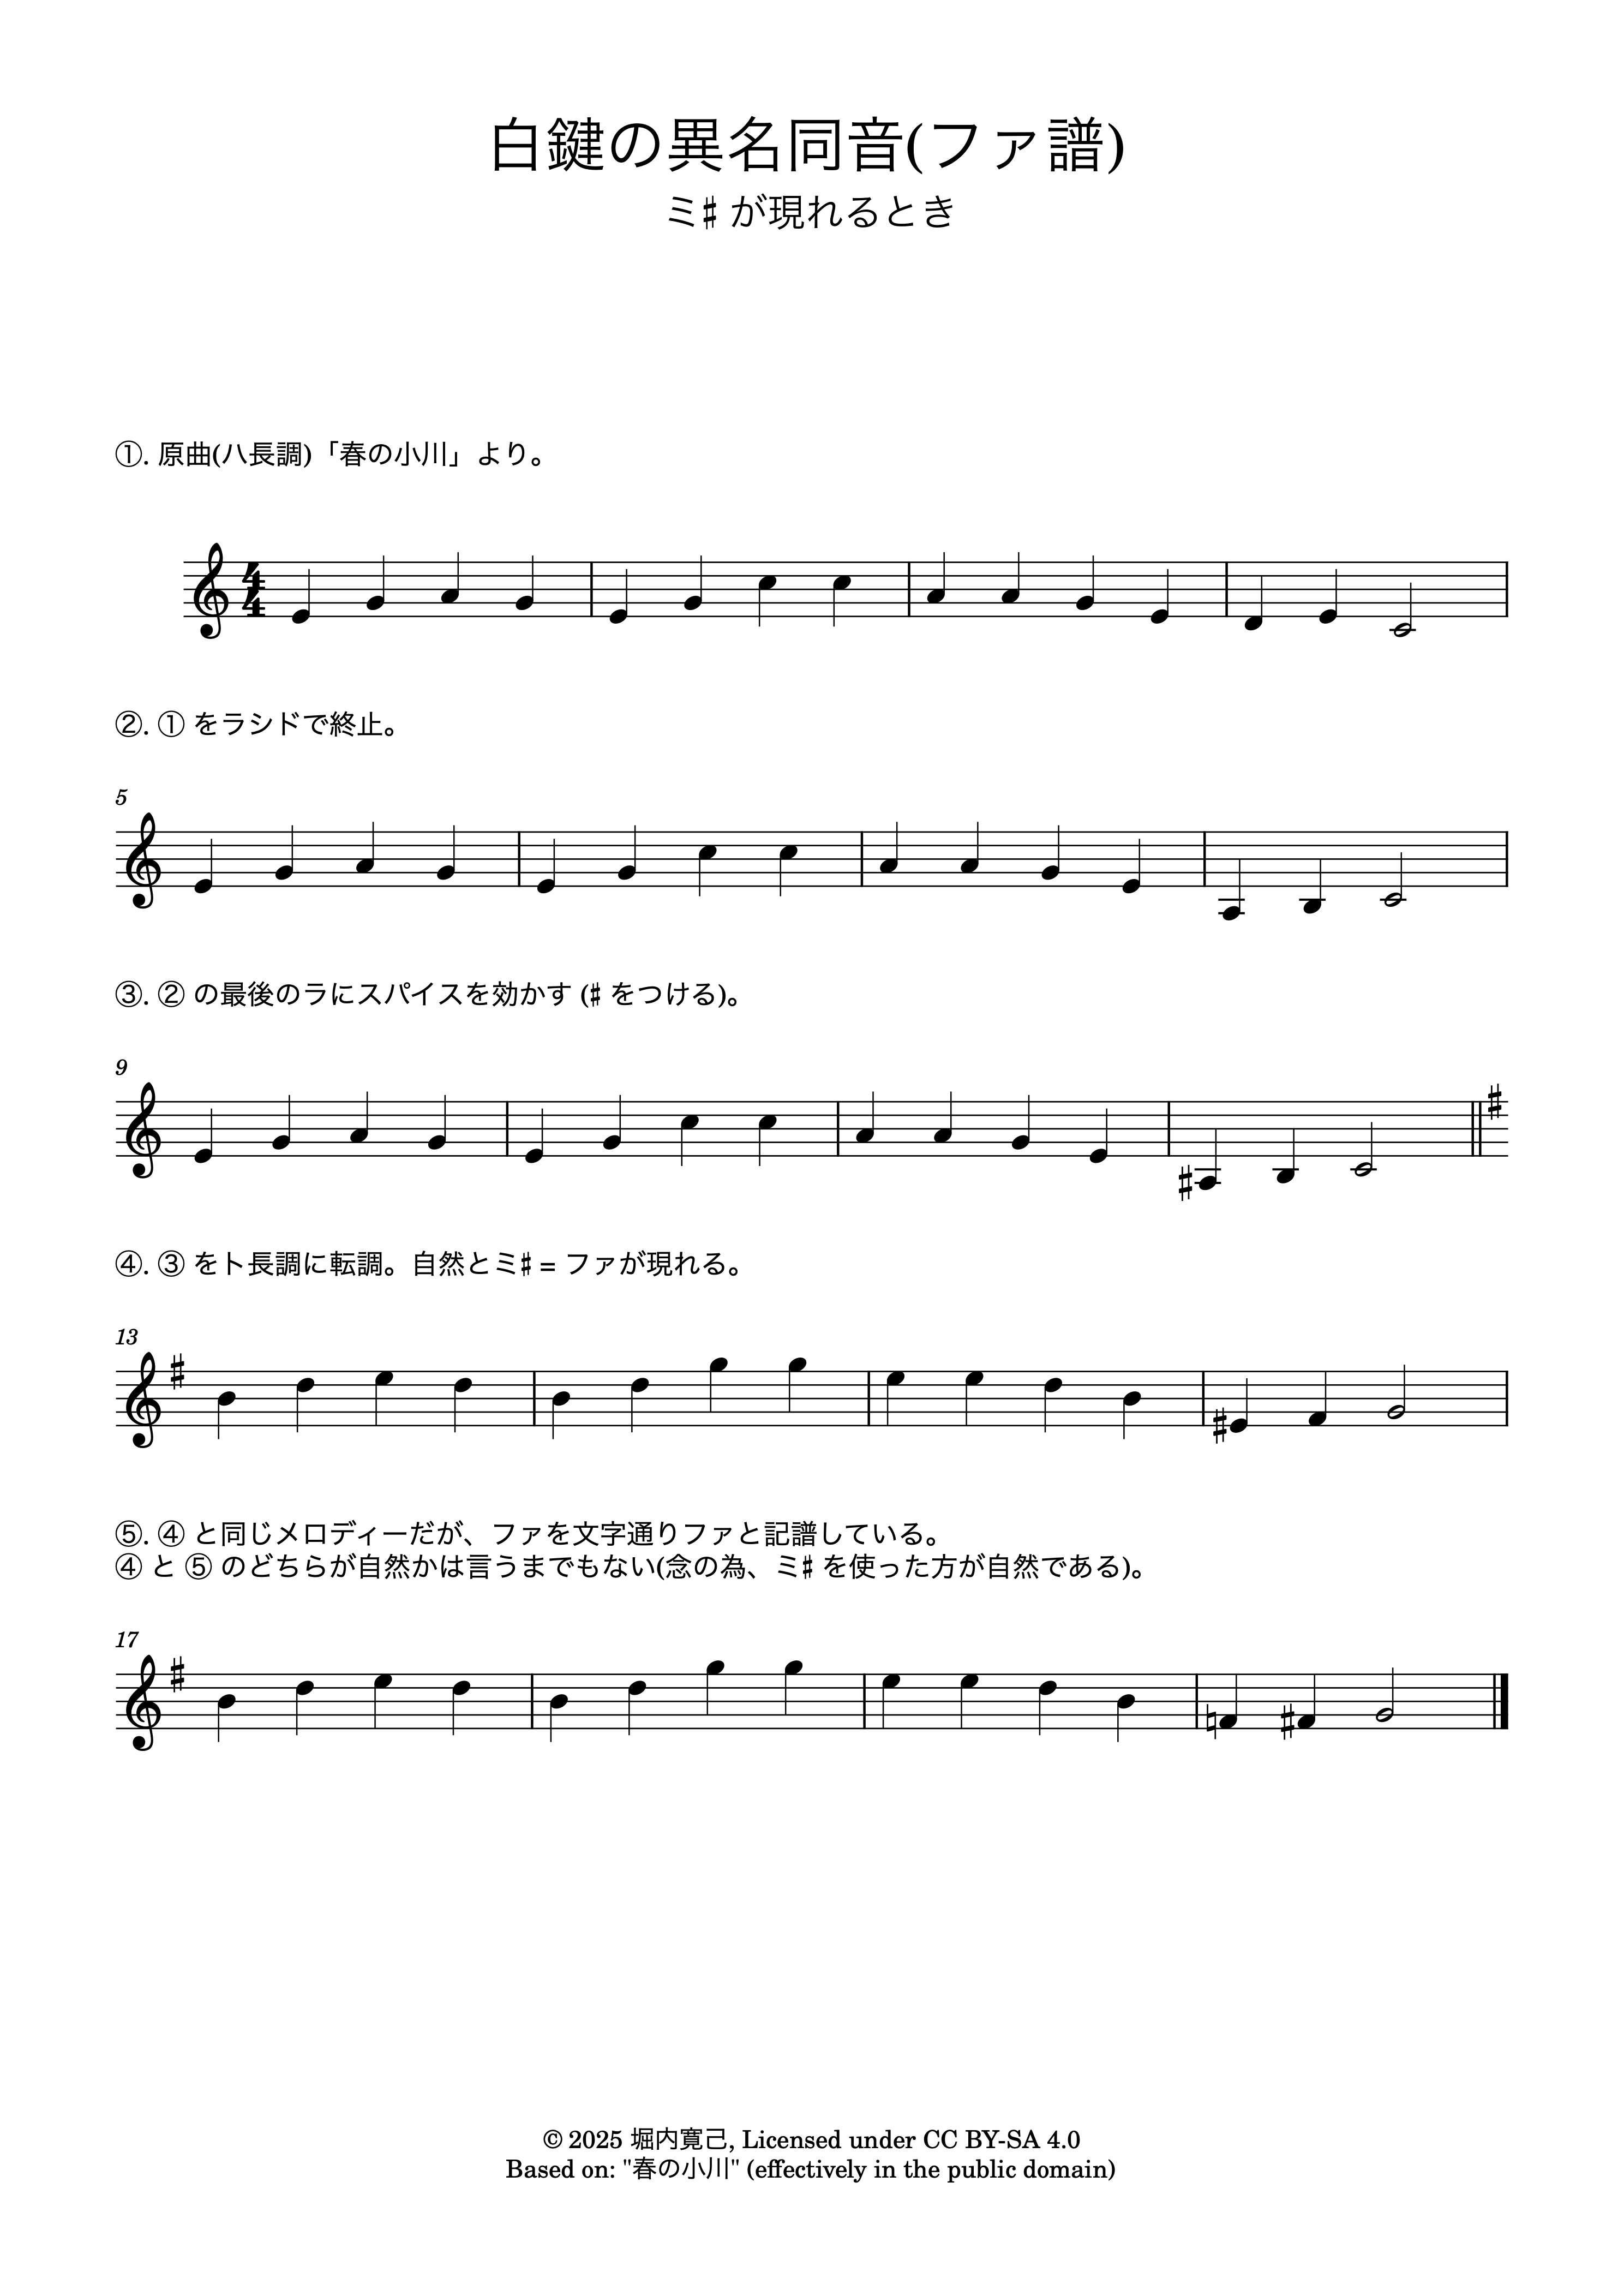 白鍵の異名同音(ファ譜)
ミ♯ が現れるとき
①. 原曲(ハ長調)「春の小川」より。
4
4
②. ① をラシドで終止。
5
③. ② の最後のラにスパイスを効かす (♯ をつける)。
9
④. ③ をト長調に転調。自然とミ♯ = ファが現れる。
13
⑤. ④ と同じメロディーだが、ファを文字通りファと記譜している。
④ と ⑤ のどちらが自然かは言うまでもない(念の為、ミ♯ を使った方が自然である)。
17
© 2025 堀内寛己, Licensed under CC BY-SA 4.0
Based on: "春の小川" (effectively in the public domain)